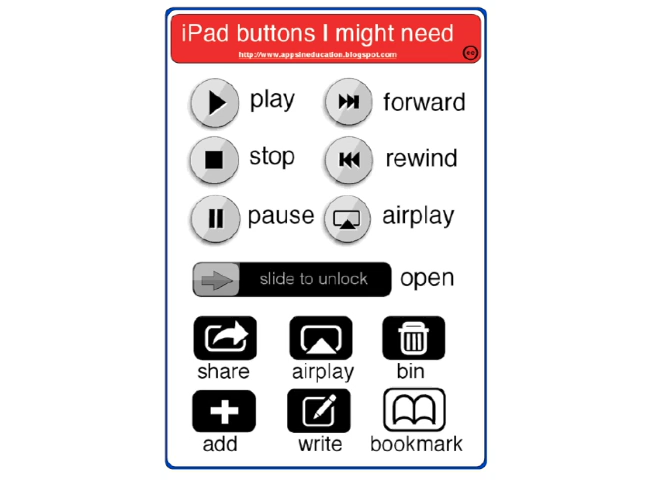 iPad buttons I might need
http://www.appsineducation.blogspot.com
play
forward
stop
rewind
pause
airplay
slide to unlock
open
share
airplay
bin
add
write
bookmark